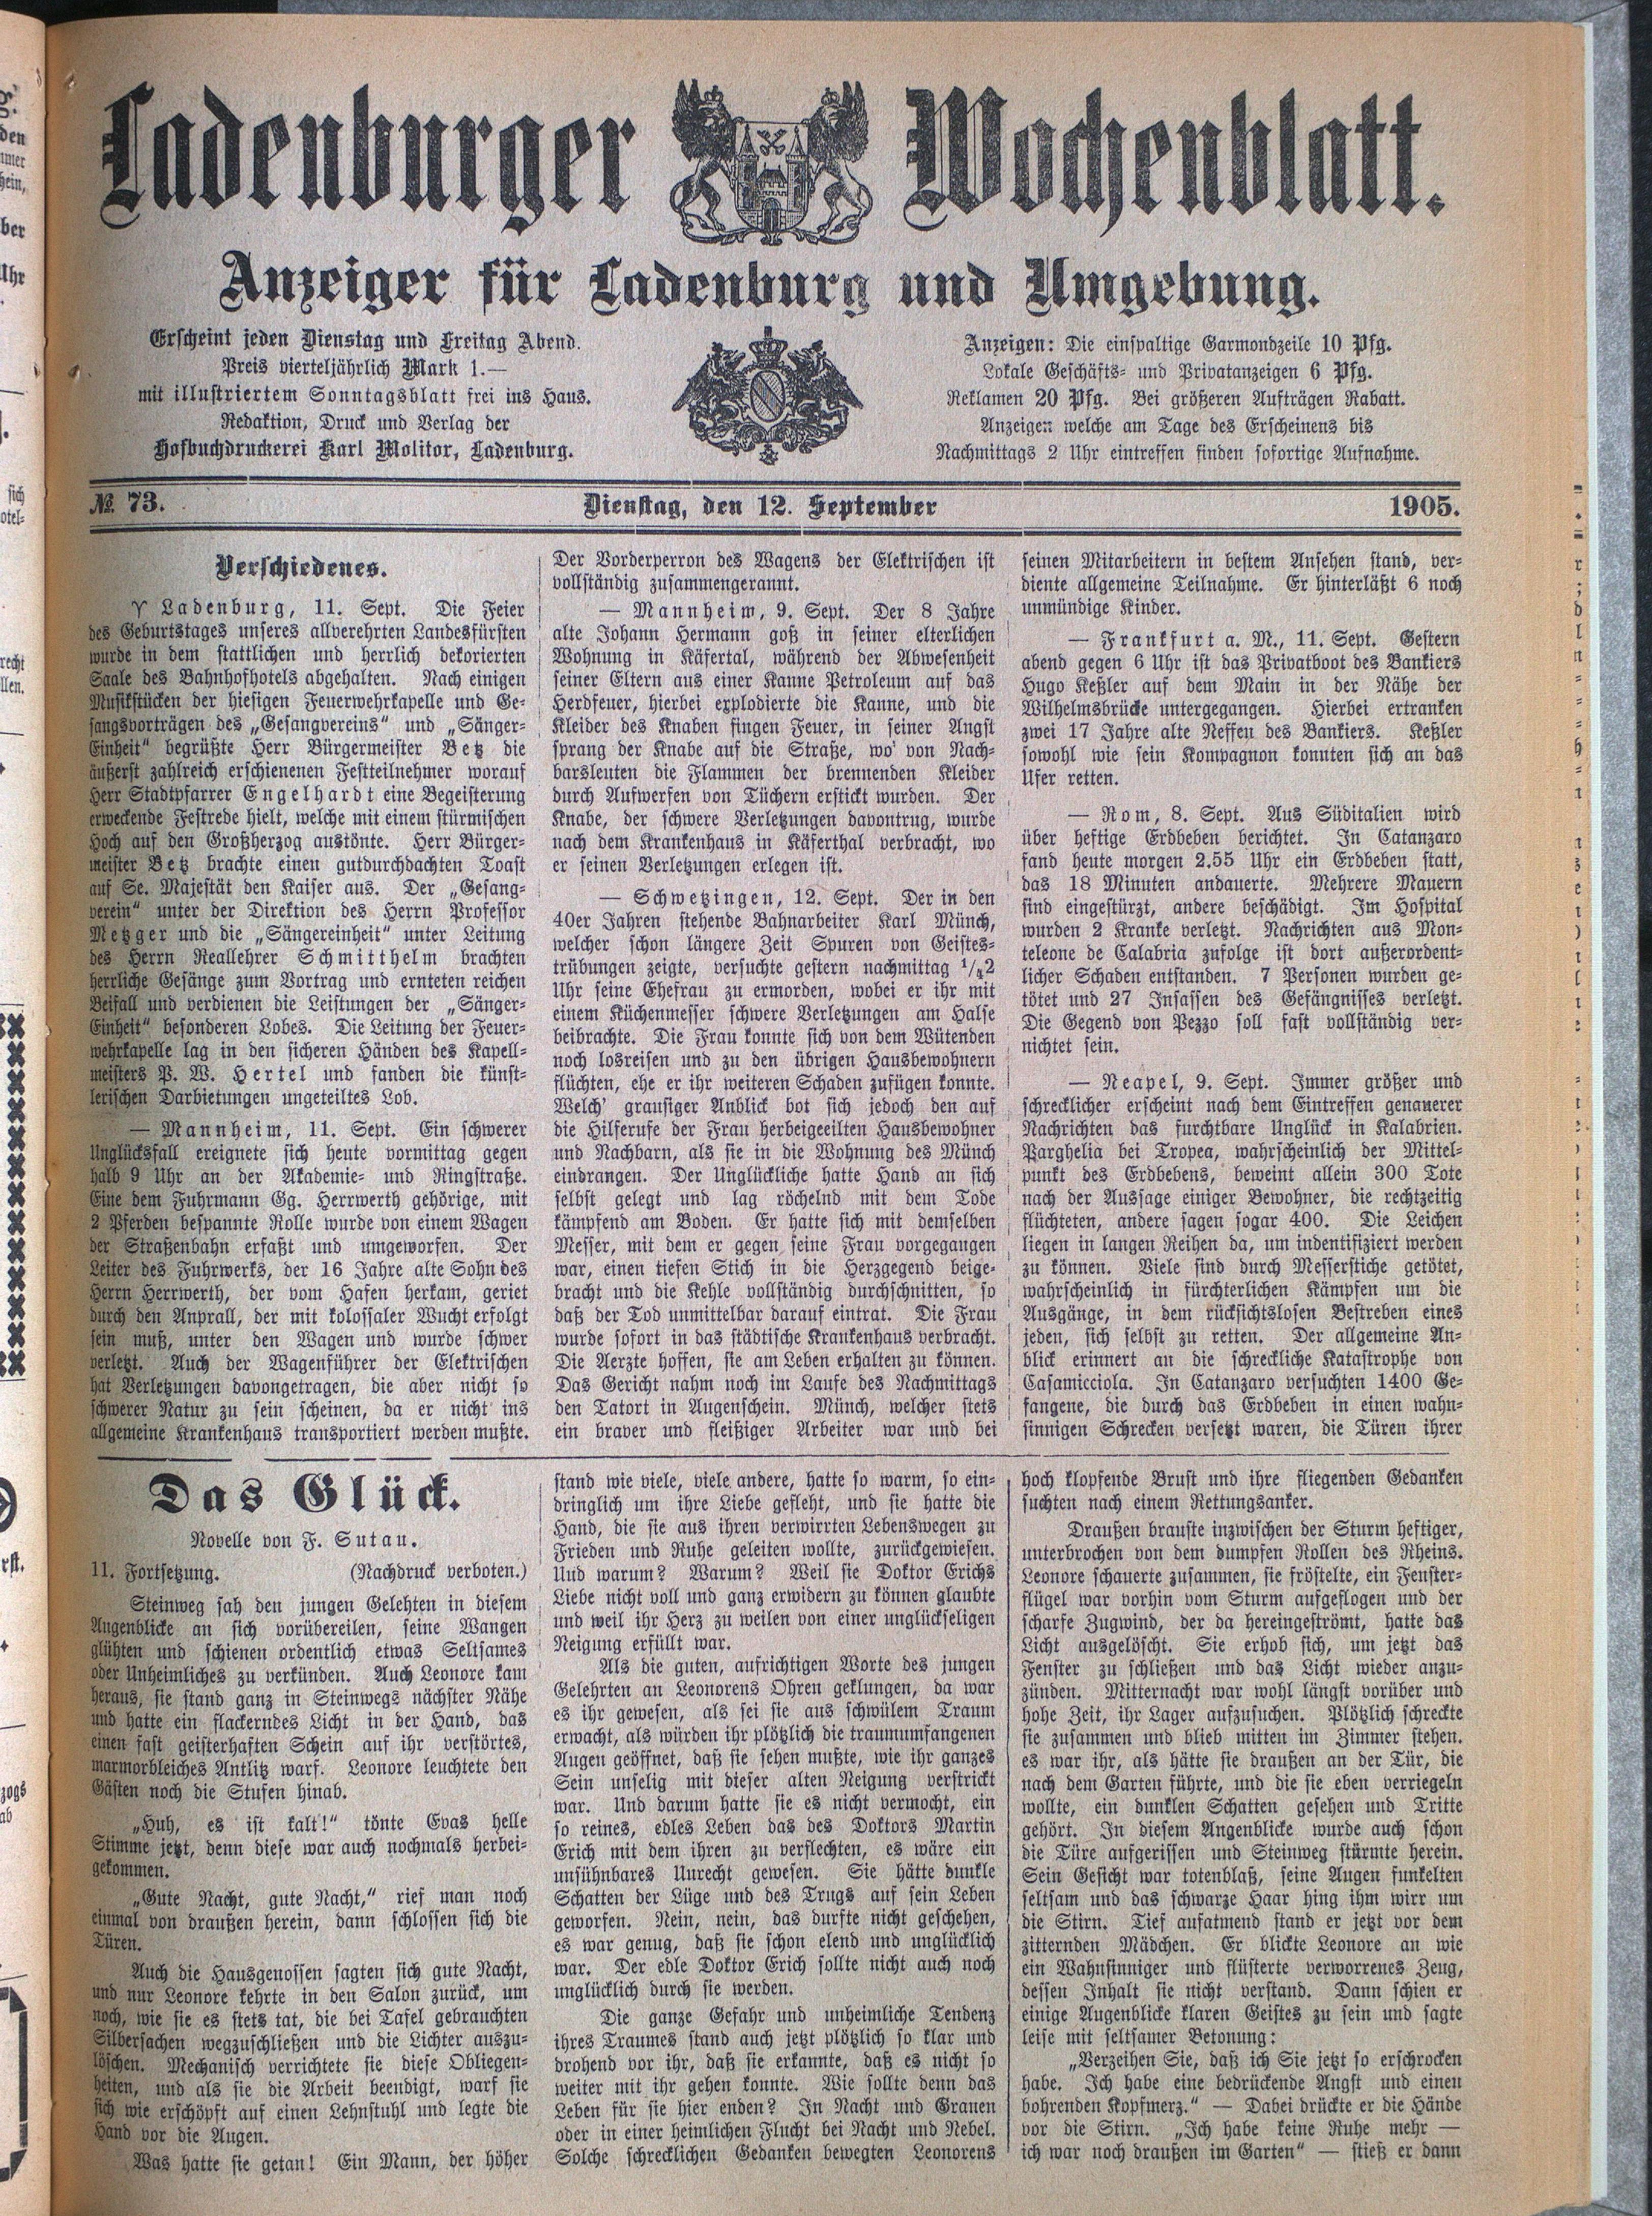 Ladenburger Wochenblatt.
Anzeiger für Ladenburg und Umgebung.
Erscheint jeden Dienstag und Freitag Abend.
Preis vierteljährlich Mark 1.—
mit illustriertem Sonntagsblatt frei ins Haus.
Redaktion, Druck und Verlag der
Hofbuchdruckerei Karl Molitor, Ladenburg.
Anzeigen: Die einspaltige Garmondzeile 10 Pfg.
Lokale Geschäfts- und Privatanzeigen 6 Pfg.
Reklamen 20 Pfg. Bei größeren Aufträgen Rabatt.
Anzeigen welche am Tage des Erscheinens bis
Nachmittags 2 Uhr eintreffen finden sofortige Aufnahme.
№ 73. Dienstag, den 12. September 1905.
Verschiedenes.
Ladenburg, 11. Sept. Die Feier
des Geburtstages unseres allverehrten Landesfürsten
wurde in dem stattlichen und herrlich dekorierten
Saale des Bahnhofhotels abgehalten. Nach einigen
Musikstücken der hiesigen Feuerwehrkapelle und Ge-
sangsvorträgen des „Gesangvereins“ und „Sänger-
Einheit“ begrüßte Herr Bürgermeister Betz die
äußerst zahlreich erschienenen Festteilnehmer worauf
Herr Stadtpfarrer Engelhardt eine Begeisterung
erweckende Festrede hielt, welche mit einem stürmischen
Hoch auf den Großherzog austönte. Herr Bürger-
meister Betz brachte einen gutdurchdachten Toast
auf Se. Majestät den Kaiser aus. Der „Gesang-
verein“ unter der Direktion des Herrn Professor
Metzger und die „Sängereinheit“ unter Leitung
des Herrn Reallehrer Schmitthelm brachten
herrliche Gesänge zum Vortrag und ernteten reichen
Beifall und verdienen die Leistungen der „Sänger-
Einheit“ besonderen Lobes. Die Leitung der Feuer-
wehrkapelle lag in den sicheren Händen des Kapell-
meisters P. W. Hertel und fanden die künst-
lerischen Darbietungen ungeteiltes Lob.
— Mannheim, 11. Sept. Ein schwerer
Unglücksfall ereignete sich heute vormittag gegen
halb 9 Uhr an der Akademie- und Ringstraße.
Eine dem Fuhrmann Gg. Herrwerth gehörige, mit
2 Pferden bespannte Rolle wurde von einem Wagen
der Straßenbahn erfaßt und umgeworfen. Der
Leiter des Fuhrwerks, der 16 Jahre alte Sohn des
Herrn Herrwerth, der vom Hafen herkam, geriet
durch den Anprall, der mit kolossaler Wucht erfolgt
sein muß, unter den Wagen und wurde schwer
verletzt. Auch der Wagenführer der Elektrischen
hat Verletzungen davongetragen, die aber nicht so
schwerer Natur zu sein scheinen, da er nicht ins
allgemeine Krankenhaus transportiert werden mußte.
Der Vorderperron des Wagens der Elektrischen ist
vollständig zusammengerannt.
— Mannheim, 9. Sept. Der 8 Jahre
alte Johann Hermann goß in seiner elterlichen
Wohnung in Käfertal, während der Abwesenheit
seiner Eltern aus einer Kanne Petroleum auf das
Herdfeuer, hierbei explodierte die Kanne, und die
Kleider des Knaben fingen Feuer, in seiner Angst
sprang der Knabe auf die Straße, wo von Nach-
barsleuten die Flammen der brennenden Kleider
durch Aufwerfen von Tüchern erstickt wurden. Der
Knabe, der schwere Verletzungen davontrug, wurde
nach dem Krankenhaus in Käferthal verbracht, wo
er seinen Verletzungen erlegen ist.
— Schwetzingen, 12. Sept. Der in den
40er Jahren stehende Bahnarbeiter Karl Münch,
welcher schon längere Zeit Spuren von Geistes-
trübungen zeigte, versuchte gestern nachmittag 1/42
Uhr seine Ehefrau zu ermorden, wobei er ihr mit
einem Küchenmesser schwere Verletzungen am Halse
beibrachte. Die Frau konnte sich von dem Wütenden
noch losreisen und zu den übrigen Hausbewohnern
flüchten, ehe er ihr weiteren Schaden zufügen konnte.
Welch' grausiger Anblick bot sich jedoch den auf
die Hilferufe der Frau herbeigeeilten Hausbewohner
und Nachbarn, als sie in die Wohnung des Münch
eindrangen. Der Unglückliche hatte Hand an sich
selbst gelegt und lag röchelnd mit dem Tode
kämpfend am Boden. Er hatte sich mit demselben
Messer, mit dem er gegen seine Frau vorgegangen
war, einen tiefen Stich in die Herzgegend beige-
bracht und die Kehle vollständig durchschnitten, so
daß der Tod unmittelbar darauf eintrat. Die Frau
wurde sofort in das städtische Krankenhaus verbracht.
Die Aerzte hoffen, sie am Leben erhalten zu können.
Das Gericht nahm noch im Laufe des Nachmittags
den Tatort in Augenschein. Münch, welcher stets
ein braver und fleißiger Arbeiter war und bei
seinen Mitarbeitern in bestem Ansehen stand, ver-
diente allgemeine Teilnahme. Er hinterläßt 6 noch
unmündige Kinder.
— Frankfurt a. M., 11. Sept. Gestern
abend gegen 6 Uhr ist das Privatboot des Bankiers
Hugo Keßler auf dem Main in der Nähe der
Wilhelmsbrücke untergegangen. Hierbei ertranken
zwei 17 Jahre alte Neffen des Bankiers. Keßler
sowohl wie sein Kompagnon konnten sich an das
Ufer retten.
— Rom, 8. Sept. Aus Süditalien wird
über heftige Erdbeben berichtet. In Catanzaro
fand heute morgen 2.55 Uhr ein Erdbeben statt,
das 18 Minuten andauerte. Mehrere Mauern
sind eingestürzt, andere beschädigt. Im Hospital
wurden 2 Kranke verletzt. Nachrichten aus Mon-
teleone de Calabria zufolge ist dort außerordent-
licher Schaden entstanden. 7 Personen wurden ge-
tötet und 27 Insassen des Gefängnisses verletzt.
Die Gegend von Pezzo soll fast vollständig ver-
nichtet sein.
— Neapel, 9. Sept. Immer größer und
schrecklicher erscheint nach dem Eintreffen genauerer
Nachrichten das furchtbare Unglück in Kalabrien.
Parghelia bei Tropea, wahrscheinlich der Mittel-
punkt des Erdbebens, beweint allein 300 Tote
nach der Aussage einiger Bewohner, die rechtzeitig
flüchteten, andere sagen sogar 400. Die Leichen
liegen in langen Reihen da, um indentifiziert werden
zu können. Viele sind durch Messerstiche getötet,
wahrscheinlich in fürchterlichen Kämpfen um die
Ausgänge, in dem rücksichtslosen Bestreben eines
jeden, sich selbst zu retten. Der allgemeine An-
blick erinnert an die schreckliche Katastrophe von
Casamicciola. In Catanzaro versuchten 1400 Ge-
fangene, die durch das Erdbeben in einen wahn-
sinnigen Schrecken versetzt waren, die Türen ihrer
Das Glück.
Novelle von F. Sutau.
11. Fortsetzung. (Nachdruck verboten.)
Steinweg sah den jungen Gelehten in diesem
Augenblicke an sich vorübereilen, seine Wangen
glühten und schienen ordentlich etwas Seltsames
oder Unheimliches zu verkünden. Auch Leonore kam
heraus, sie stand ganz in Steinwegs nächster Nähe
und hatte ein flackerndes Licht in der Hand, das
einen fast geisterhaften Schein auf ihr verstörtes,
marmorbleiches Antlitz warf. Leonore leuchtete den
Gästen noch die Stufen hinab.
„Huh, es ist kalt!“ tönte Evas helle
Stimme jetzt, denn diese war auch nochmals herbei-
gekommen.
„Gute Nacht, gute Nacht,“ rief man noch
einmal von draußen herein, dann schlossen sich die
Türen.
Auch die Hausgenossen sagten sich gute Nacht,
und nur Leonore kehrte in den Salon zurück, um
noch, wie sie es stets tat, die bei Tafel gebrauchten
Silbersachen wegzuschließen und die Lichter auszu-
löschen. Mechanisch verrichtete sie diese Obliegen-
heiten, und als sie die Arbeit beendigt, warf sie
sich wie erschöpft auf einen Lehnstuhl und legte die
Hand vor die Augen.
Was hatte sie getan! Ein Mann, der höher
stand wie viele, viele andere, hatte so warm, so ein-
dringlich um ihre Liebe gefleht, und sie hatte die
Hand, die sie aus ihren verwirrten Lebenswegen zu
Frieden und Ruhe geleiten wollte, zurückgewiesen.
Und warum? Warum? Weil sie Doktor Erichs
Liebe nicht voll und ganz erwidern zu können glaubte
und weil ihr Herz zu weilen von einer unglückseligen
Neigung erfüllt war.
Als die guten, aufrichtigen Worte des jungen
Gelehrten an Leonorens Ohren geklungen, da war
es ihr gewesen, als sei sie aus schwülem Traum
erwacht, als würden ihr plötzlich die traumumfangenen
Augen geöffnet, daß sie sehen mußte, wie ihr ganzes
Sein unselig mit dieser alten Neigung verstrickt
war. Und darum hatte sie es nicht vermocht, ein
so reines, edles Leben das des Doktors Martin
Erich mit dem ihren zu verflechten, es wäre ein
unsühnbares Unrecht gewesen. Sie hätte dunkle
Schatten der Lüge und des Trugs auf sein Leben
geworfen. Nein, nein, das durfte nicht geschehen,
es war genug, daß sie schon elend und unglücklich
war. Der edle Doktor Erich sollte nicht auch noch
unglücklich durch sie werden.
Die ganze Gefahr und unheimliche Tendenz
ihres Traumes stand auch jetzt plötzlich so klar und
drohend vor ihr, daß sie erkannte, daß es nicht so
weiter mit ihr gehen konnte. Wie sollte denn das
Leben für sie hier enden? In Nacht und Grauen
oder in einer heimlichen Flucht bei Nacht und Nebel.
Solche schrecklichen Gedanken bewegten Leonorens
hoch klopfende Brust und ihre fliegenden Gedanken
suchten nach einem Rettungsanker.
Draußen brauste inzwischen der Sturm heftiger,
unterbrochen von dem dumpfen Rollen des Rheins.
Leonore schauerte zusammen, sie fröstelte, ein Fenster-
flügel war vorhin vom Sturm aufgeflogen und der
scharfe Zugwind, der da hereingeströmt, hatte das
Licht ausgelöscht. Sie erhob sich, um jetzt das
Fenster zu schließen und das Licht wieder anzu-
zünden. Mitternacht war wohl längst vorüber und
hohe Zeit, ihr Lager aufzusuchen. Plötzlich schreckte
sie zusammen und blieb mitten im Zimmer stehen.
es war ihr, als hätte sie draußen an der Tür, die
nach dem Garten führte, und die sie eben verriegeln
wollte, ein dunklen Schatten gesehen und Tritte
gehört. In diesem Augenblicke wurde auch schon
die Türe aufgerissen und Steinweg stürmte herein.
Sein Gesicht war totenblaß, seine Augen funkelten
seltsam und das schwarze Haar hing ihm wirr um
die Stirn. Tief aufatmend stand er jetzt vor dem
zitternden Mädchen. Er blickte Leonore an wie
ein Wahnsinniger und flüsterte verworrenes Zeug,
dessen Inhalt sie nicht verstand. Dann schien er
einige Augenblicke klaren Geistes zu sein und sagte
leise mit seltsamer Betonung:
„Verzeihen Sie, daß ich Sie jetzt so erschrocken
habe. Ich habe eine bedrückende Angst und einen
bohrenden Kopfmerz.“ — Dabei drückte er die Hände
vor die Stirn. „Ich habe keine Ruhe mehr —
ich war noch draußen im Garten“ — stieß er dann